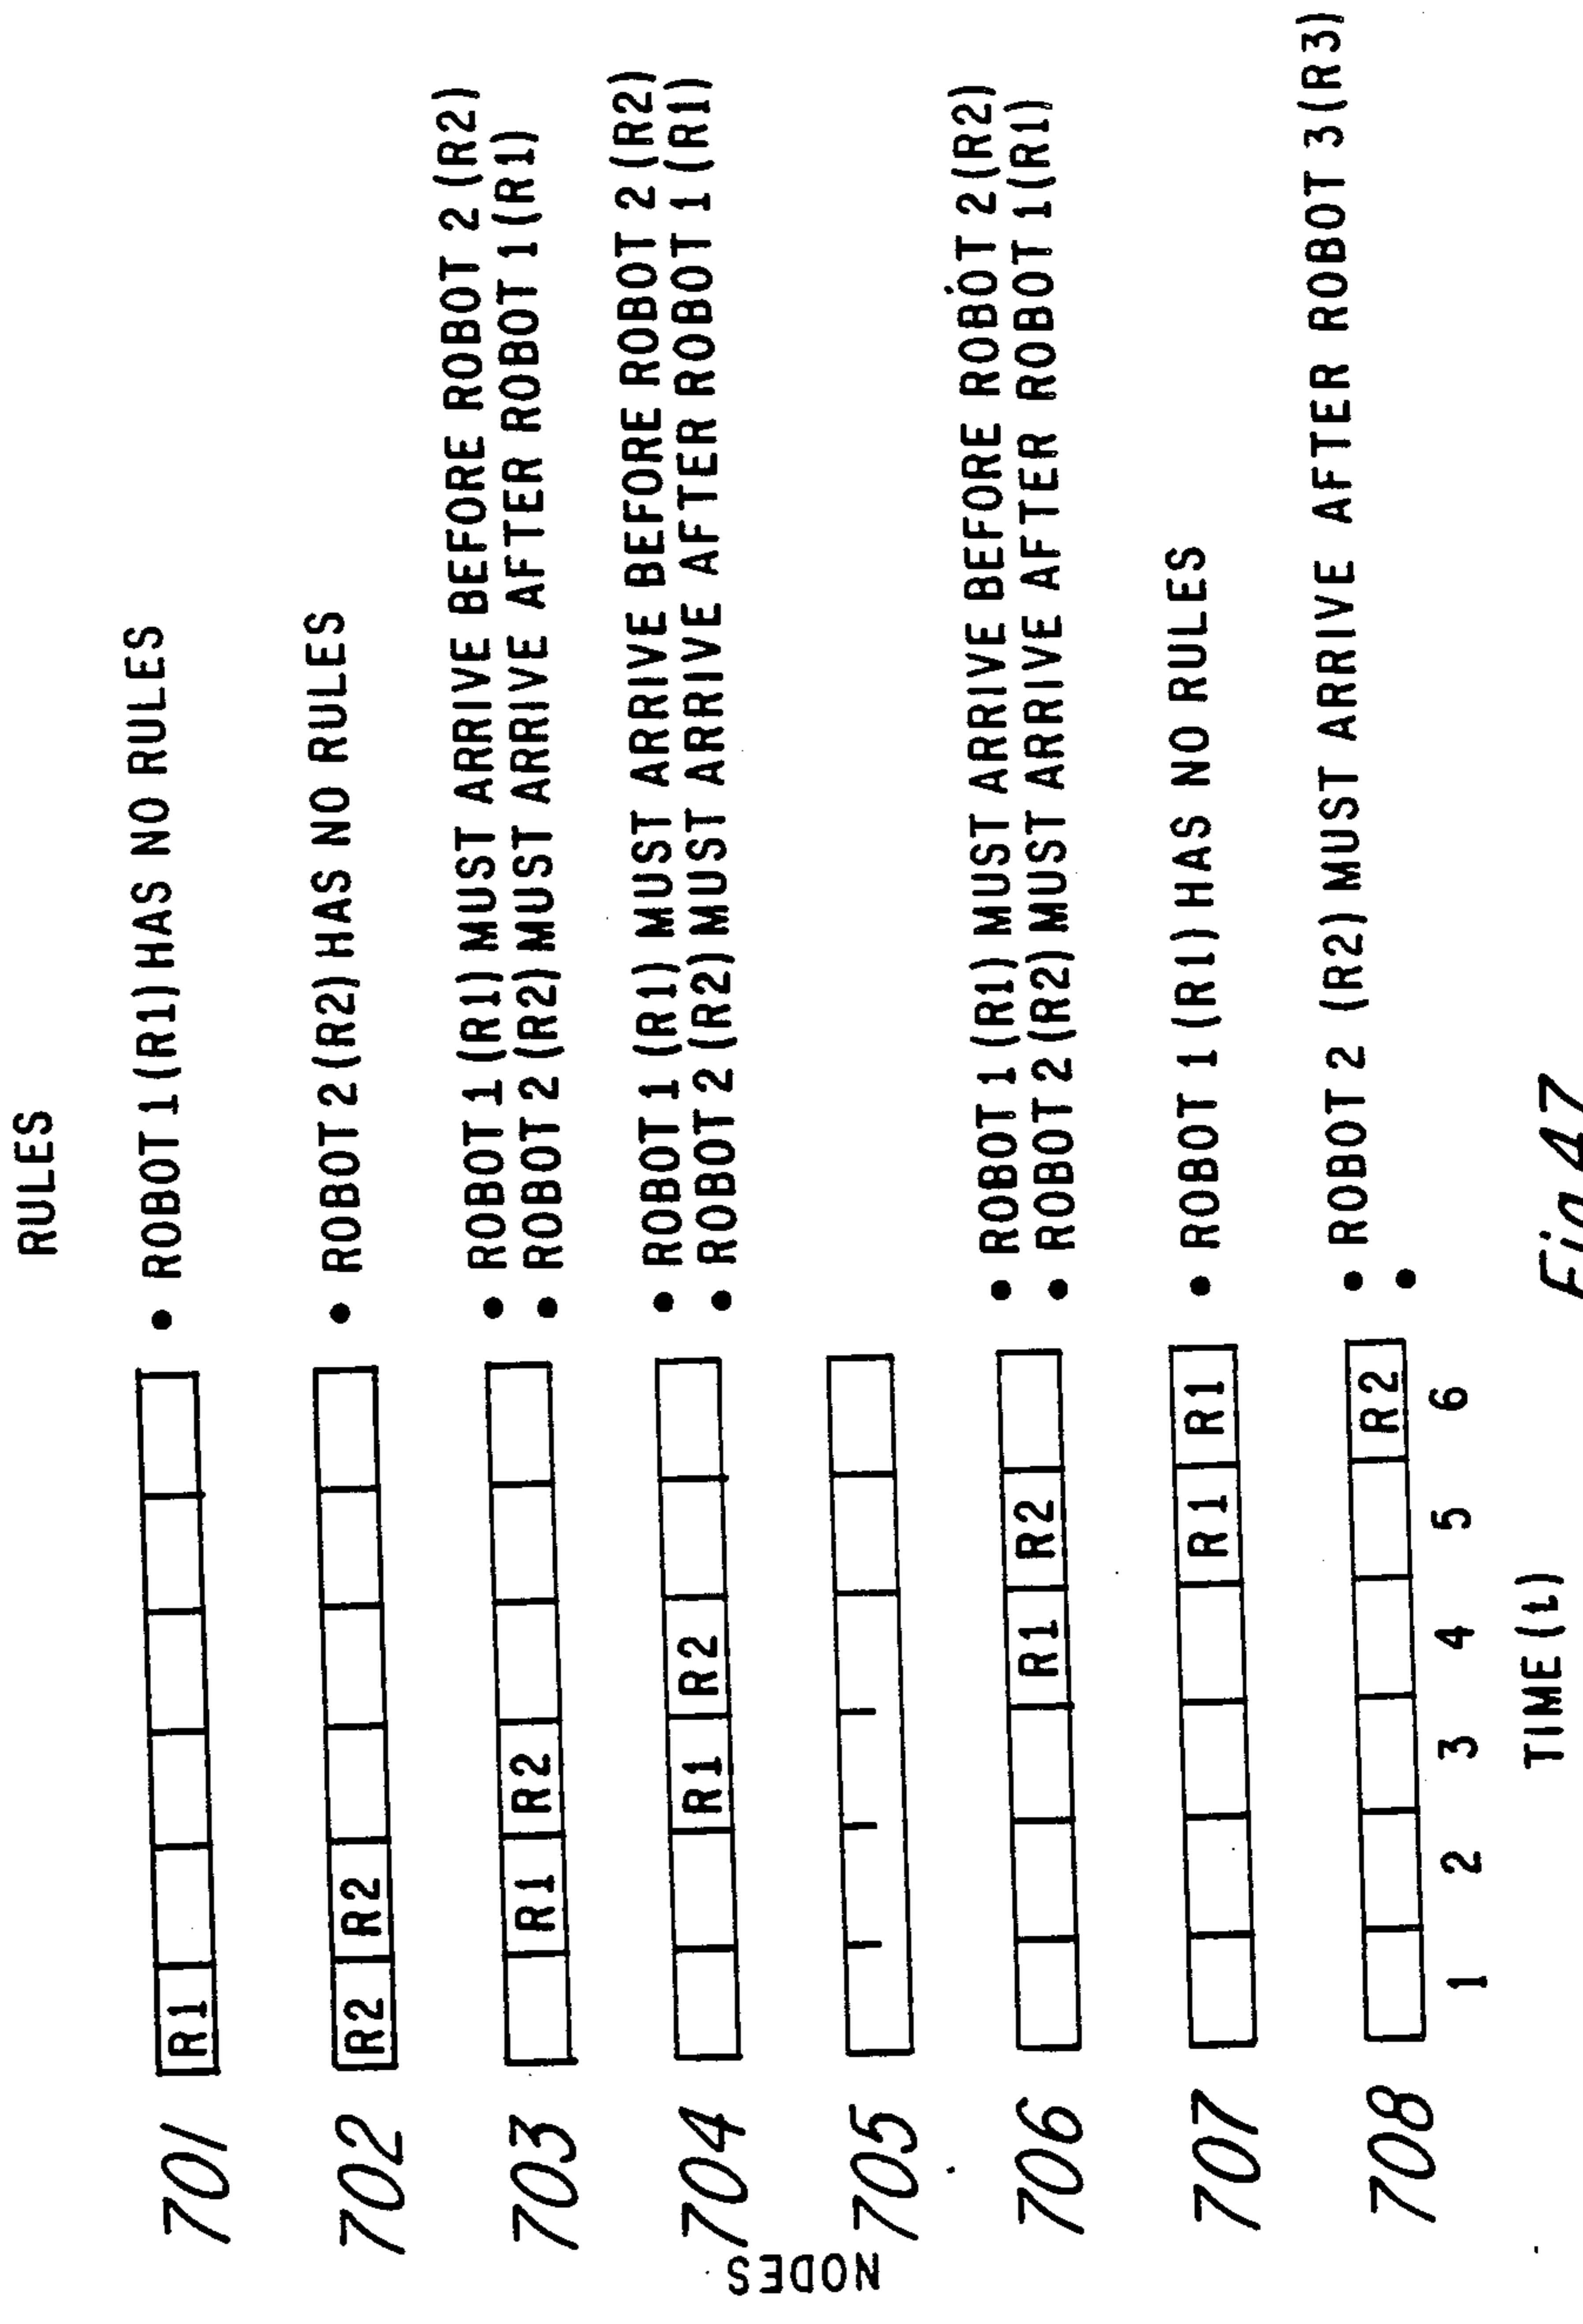 RULES
701 R1 • ROBOT 1 (R1) HAS NO RULES
702 R2 R2 • ROBOT 2 (R2) HAS NO RULES
703 R1 R2 • ROBOT 1 (R1) MUST ARRIVE BEFORE ROBOT 2 (R2)
• ROBOT 2 (R2) MUST ARRIVE AFTER ROBOT 1 (R1)
704 R1 R2 • ROBOT 1 (R1) MUST ARRIVE BEFORE ROBOT 2 (R2)
• ROBOT 2 (R2) MUST ARRIVE AFTER ROBOT 1 (R1)
NODES
705
706 R1 R2 • ROBOT 1 (R1) MUST ARRIVE BEFORE ROBOT 2 (R2)
• ROBOT 2 (R2) MUST ARRIVE AFTER ROBOT 1 (R1)
707 R1 R1 • ROBOT 1 (R1) HAS NO RULES
708 R2 • ROBOT 2 (R2) MUST ARRIVE AFTER ROBOT 3 (R3)
•
1 2 3 4 5 6
TIME (t)
Fig 47